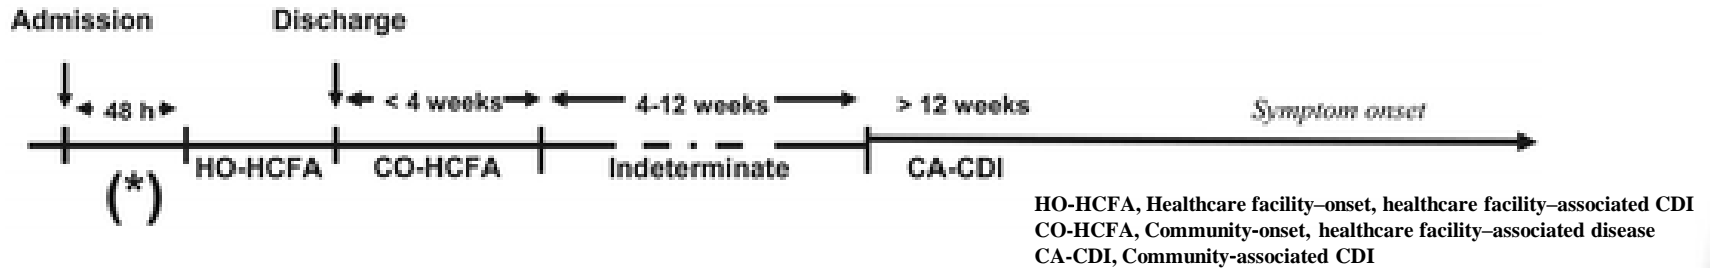 Admission Discharge
48 h < 4 weeks 4-12 weeks > 12 weeks Symptom onset
HO-HCFA CO-HCFA Indeterminate CA-CDI
(*)
HO-HCFA, Healthcare facility–onset, healthcare facility–associated CDI
CO-HCFA, Community-onset, healthcare facility–associated disease
CA-CDI, Community-associated CDI